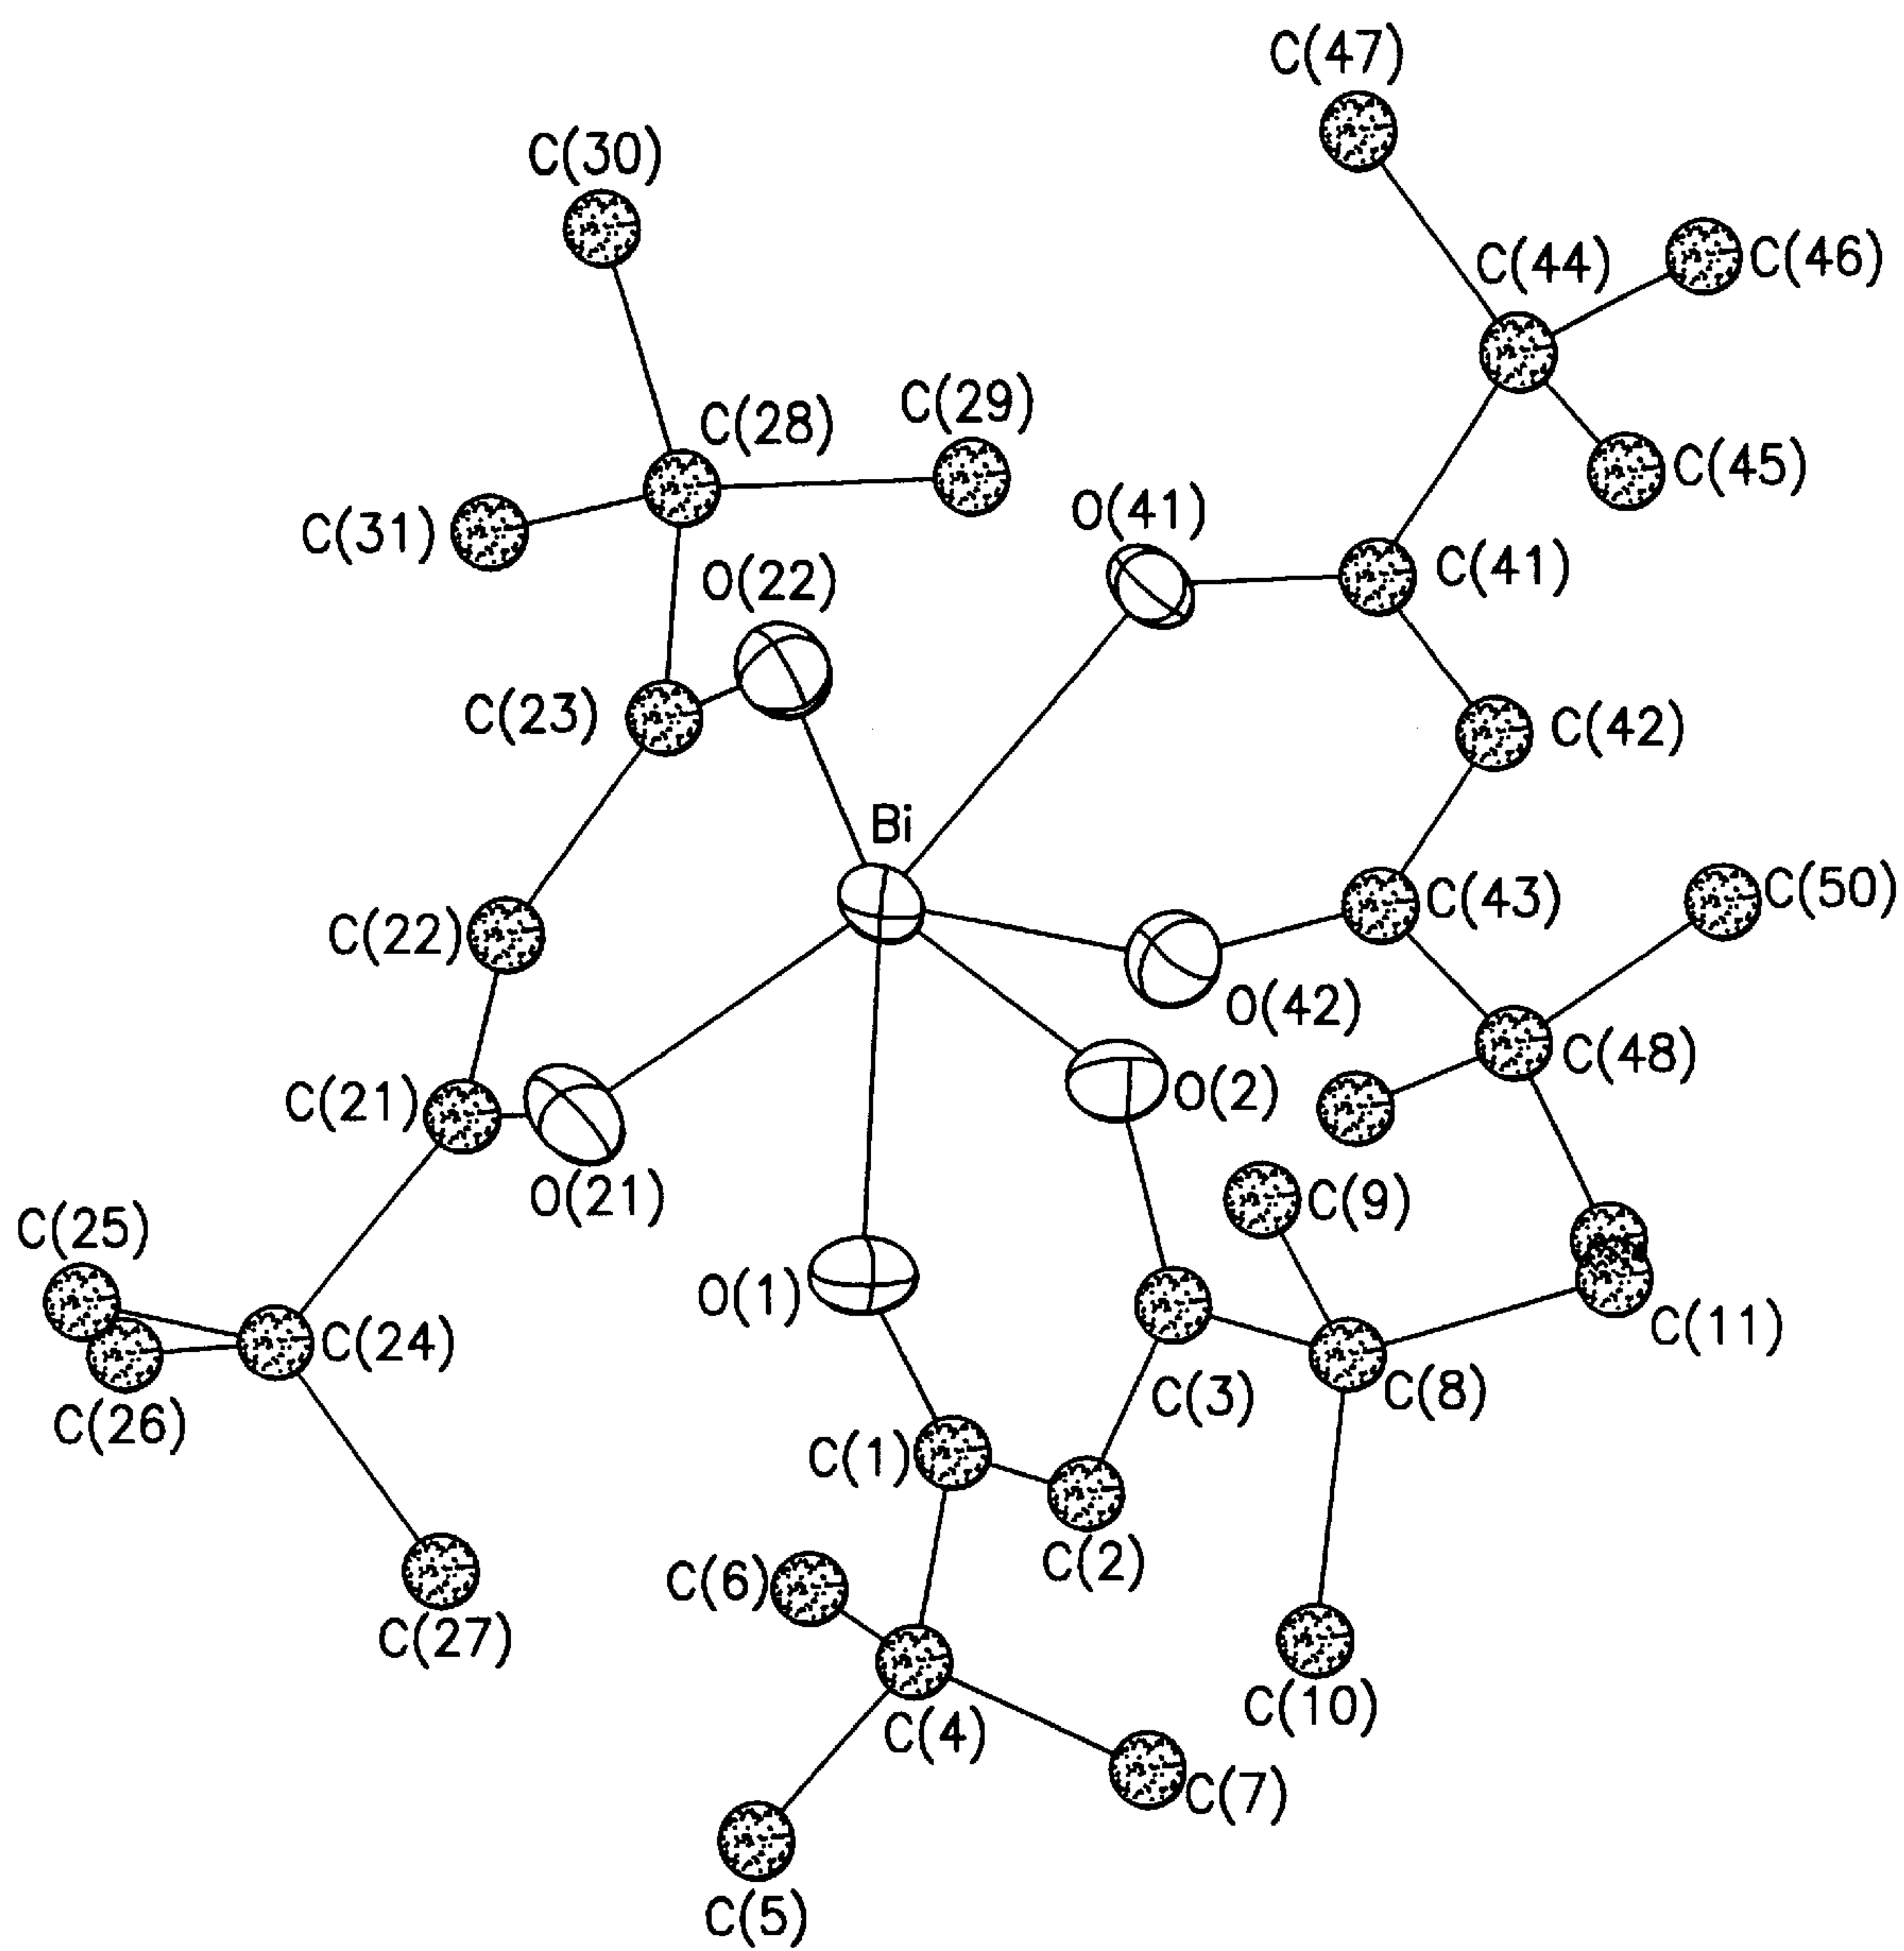 C(47)
C(30)
C(44)
C(46)
C(29)
C(28)
C(45)
O(41)
C(31)
C(41)
O(22)
C(23)
C(42)
Bi
C(50)
C(43)
C(22)
O(42)
C(48)
O(2)
C(21)
O(21)
C(9)
C(25)
O(1)
C(11)
C(24)
C(3)
C(8)
C(26)
C(1)
C(2)
C(6)
C(27)
C(10)
C(4)
C(7)
C(5)